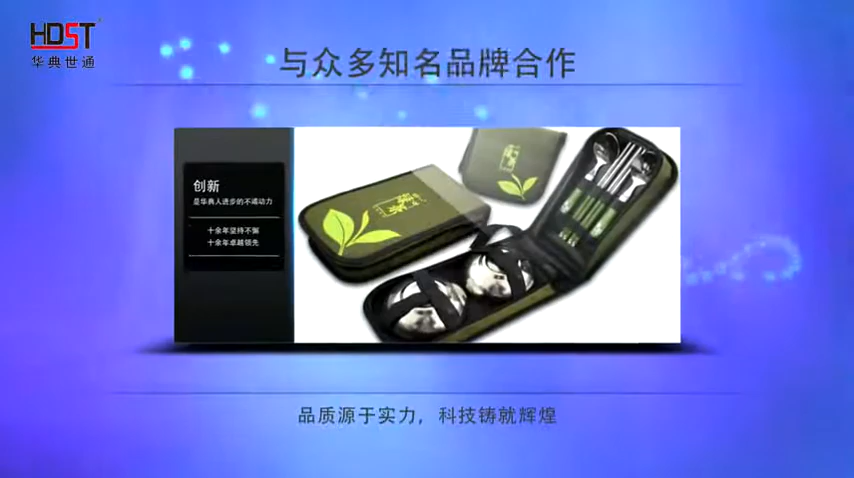 HDST
华典世通
与众多知名品牌合作
创新
是华典人进步的不竭动力
十余年坚持不懈
十余年卓越领先
品质源于实力，科技铸就辉煌